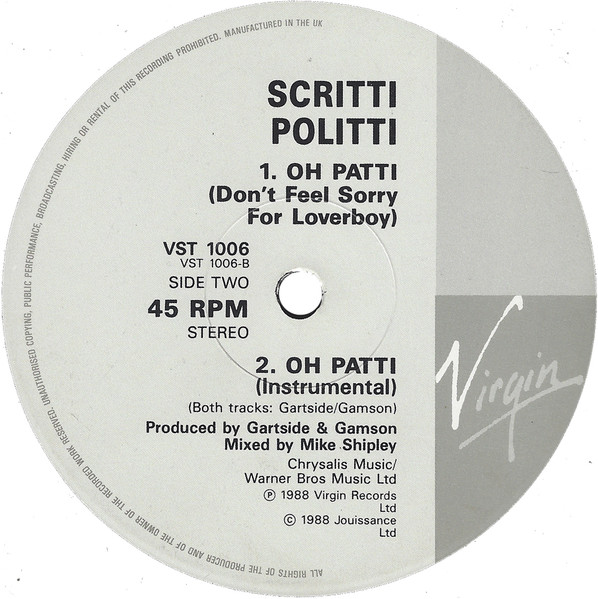 ALL RIGHTS OF THE PRODUCER AND OF THE OWNER OF THE RECORDED WORK RESERVED. UNAUTHORISED COPYING, PUBLIC PERFORMANCE, BROADCASTING, HIRING OR RENTAL OF THIS RECORDING PROHIBITED. MANUFACTURED IN THE UK
SCRITTI
POLITTI
1. OH PATTI
(Don't Feel Sorry
For Loverboy)
VST 1006
VST 1006-B
SIDE TWO
45 RPM
STEREO
2. OH PATTI
(Instrumental)
(Both tracks: Gartside/Gamson)
Produced by Gartside & Gamson
Mixed by Mike Shipley
Chrysalis Music/
Warner Bros Music Ltd
℗ 1988 Virgin Records
Ltd
© 1988 Jouissance
Ltd
Virgin